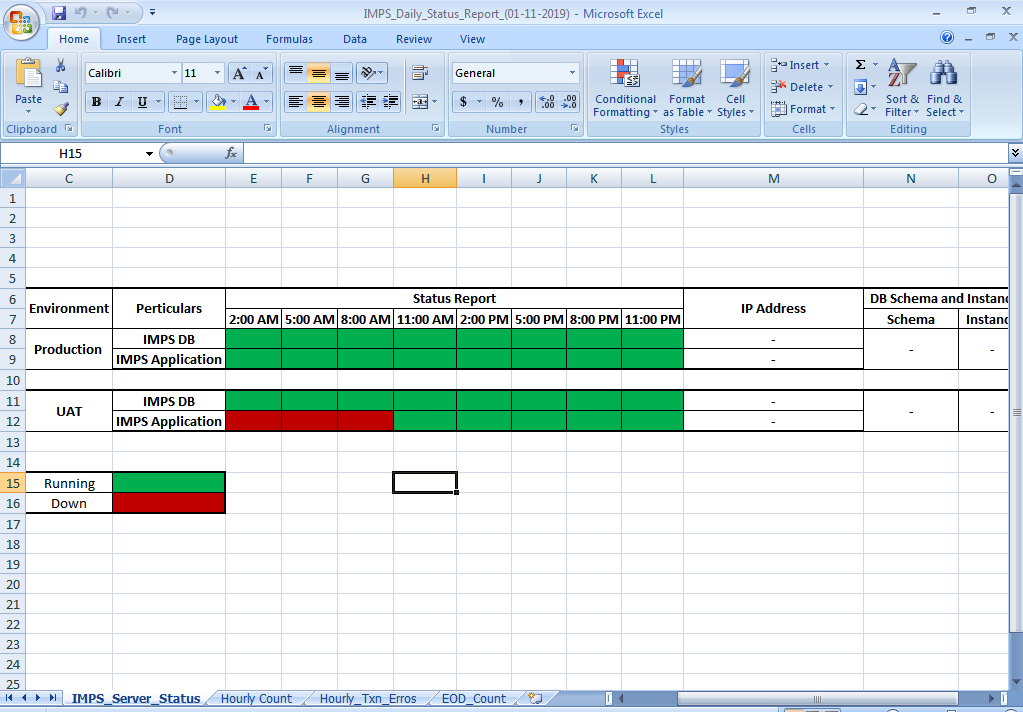 IMPS_Daily_Status_Report_(01-11-2019) - Microsoft Excel
Home Insert Page Layout Formulas Data Review View
Calibri 11 General
Paste
B I U
$ % , .00 .00
Conditional Formatting
Format as Table
Cell Styles
Insert
Delete
Format
Σ
Sort & Filter
Find & Select
Clipboard Font Alignment Number Styles Cells Editing
H15 fx
C D E F G H I J K L M N O
1
2
3
4
5
6 Environment Particulars Status Report IP Address DB Schema and Instanc
7 2:00 AM 5:00 AM 8:00 AM 11:00 AM 2:00 PM 5:00 PM 8:00 PM 11:00 PM Schema Instanc
8 Production IMPS DB - - -
9 IMPS Application -
10
11 UAT IMPS DB - - -
12 IMPS Application -
13
14
15 Running
16 Down
17
18
19
20
21
22
23
24
25
IMPS_Server_Status Hourly Count Hourly_Txn_Erros EOD_Count